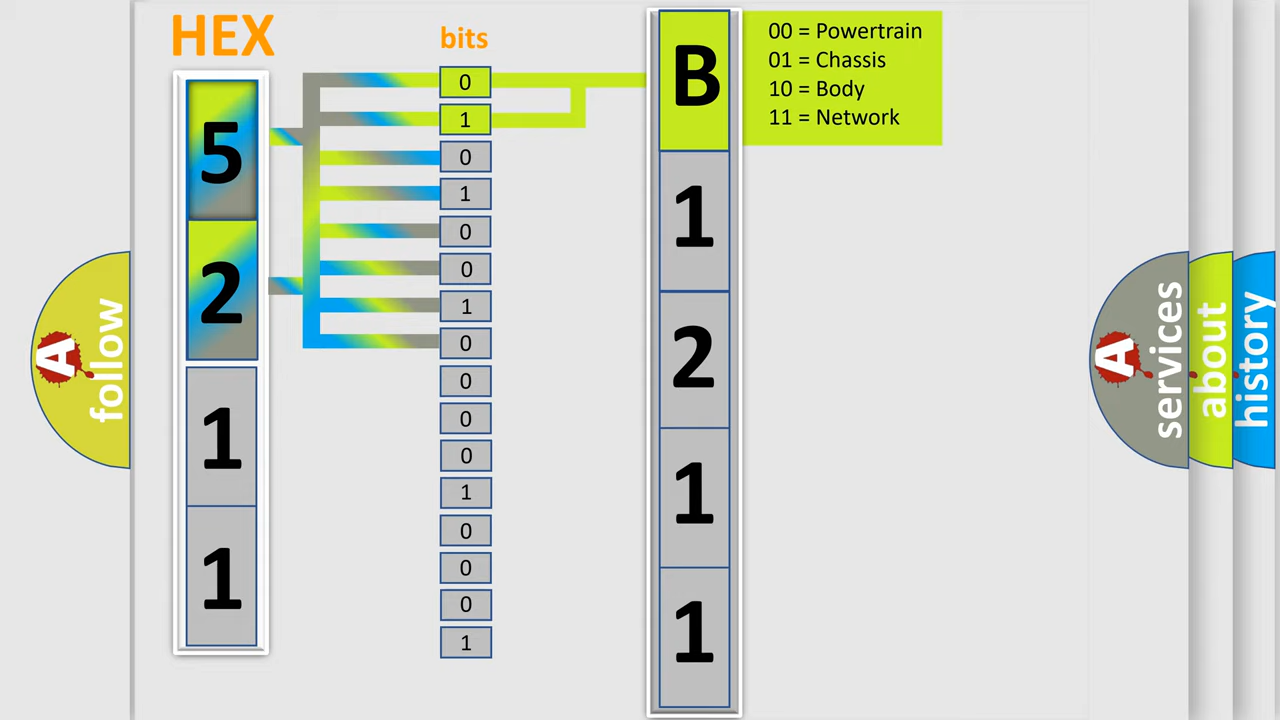 HEX
bits
5
2
1
1
0
1
0
1
0
0
1
0
0
0
0
1
0
0
0
1
B
1
2
1
1
00 = Powertrain
01 = Chassis
10 = Body
11 = Network
A
follow
A
services
about
history